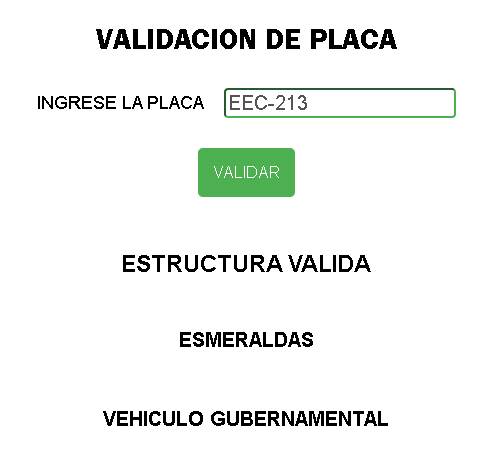 VALIDACION DE PLACA
INGRESE LA PLACA EEC-213
VALIDAR
ESTRUCTURA VALIDA
ESMERALDAS
VEHICULO GUBERNAMENTAL